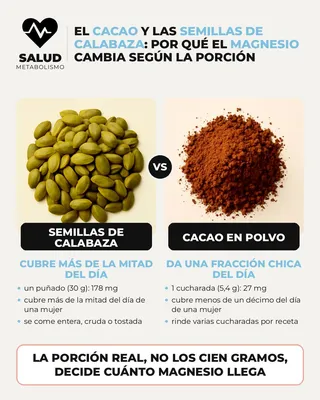 SALUD
METABOLISMO
EL CACAO Y LAS SEMILLAS DE
CALABAZA: POR QUÉ EL MAGNESIO
CAMBIA SEGÚN LA PORCIÓN
VS
SEMILLAS DE
CALABAZA
CUBRE MÁS DE LA MITAD
DEL DÍA
• un puñado (30 g): 178 mg
• cubre más de la mitad del día de
una mujer
• se come entera, cruda o tostada
CACAO EN POLVO
DA UNA FRACCIÓN CHICA
DEL DÍA
• 1 cucharada (5,4 g): 27 mg
• cubre menos de un décimo del día
de una mujer
• rinde varias cucharadas por receta
LA PORCIÓN REAL, NO LOS CIEN GRAMOS,
DECIDE CUÁNTO MAGNESIO LLEGA